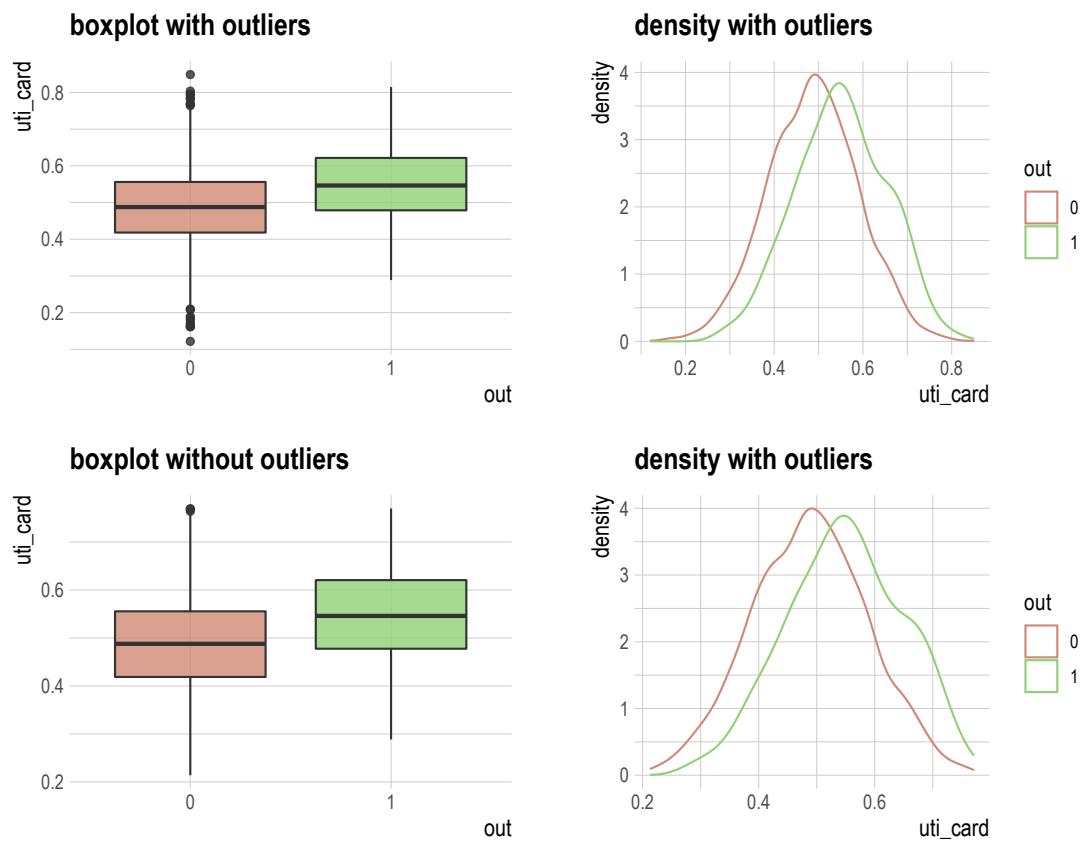 boxplot with outliers
uti_card
0.8
0.6
0.4
0.2
0 1
out
density with outliers
density
4
3
2
1
0
0.2 0.4 0.6 0.8
uti_card
out
0
1
boxplot without outliers
uti_card
0.6
0.4
0.2
0 1
out
density with outliers
density
4
3
2
1
0
0.2 0.4 0.6
uti_card
out
0
1